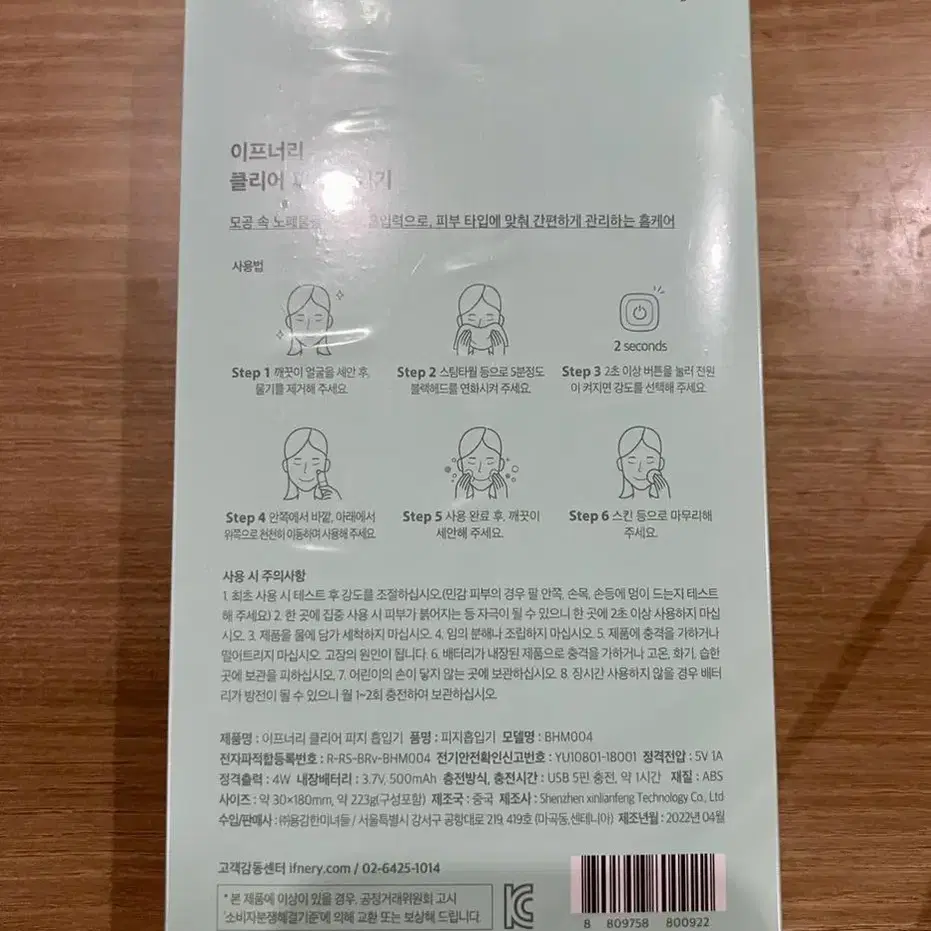 이프너리
클리어 기
모공 속 흡입력으로, 피부 타입에 맞춰 간편하게 관리하는 홈케어
사용법
2 seconds
Step 1 깨끗이 얼굴을 세안 후,
물기를 제거해 주세요.
Step 2 스팀타월 등으로 5분정도
블랙헤드를 연화시켜 주세요.
Step 3 2초 이상 버튼을 눌러 전원
이 켜지면 강도를 선택해 주세요.
Step 4 안쪽에서 바깥, 아래에서
위쪽으로 천천히 이동하며 사용해 주세요.
Step 5 사용 완료 후, 깨끗이
세안해 주세요.
Step 6 스킨 등으로 마무리해
주세요.
사용 시 주의사항
1. 최초 사용 시 테스트 후 강도를 조절하십시오.(민감 피부의 경우 팔 안쪽, 손목, 손등에 멍이 드는지 테스트
해 주세요) 2. 한 곳에 집중 사용 시 피부가 붉어지는 등 자극이 될 수 있으니 한 곳에 2초 이상 사용하지 마십
시오. 3. 제품을 물에 담가 세척하지 마십시오. 4. 임의 분해나 조립하지 마십시오. 5. 제품에 충격을 가하거나
떨어트리지 마십시오. 고장의 원인이 됩니다. 6. 배터리가 내장된 제품으로 충격을 가하거나 고온, 화기, 습한
곳에 보관을 피하십시오. 7. 어린이의 손이 닿지 않는 곳에 보관하십시오. 8. 장시간 사용하지 않을 경우 배터
리가 방전이 될 수 있으니 월 1~2회 충전하여 보관하십시오.
제품명 : 이프너리 클리어 피지 흡입기 품명 : 피지흡입기 모델명 : BHM004
전자파적합등록번호 : R-RS-BRv-BHM004 전기안전확인신고번호 : YU10801-18001 정격전압 : 5V 1A
정격출력 : 4W 내장배터리 : 3.7V, 500mAh 충전방식, 충전시간 : USB 5핀 충전, 약 1시간 재질 : ABS
사이즈 : 약 30×180mm, 약 223g(구성포함) 제조국 : 중국 제조사 : Shenzhen xinlianfeng Technology Co., Ltd
수입/판매사 : ㈜용감한미녀들 / 서울특별시 강서구 공항대로 219, 419호 (마곡동,센테니아) 제조년월 : 2022년 04월
고객감동센터 ifnery.com / 02-6425-1014
* 본 제품에 이상이 있을 경우, 공정거래위원회 고시
'소비자분쟁해결기준'에 의해 교환 또는 보상해 드립니다.
8 809758 800922